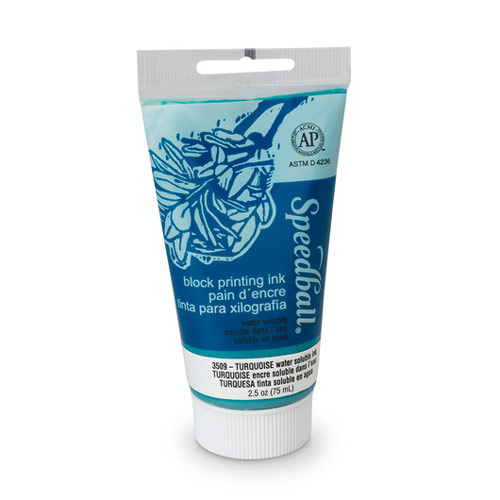 ACMI
AP
ASTM D 4236
Speedball®
block printing ink
pain d´encre
tinta para xilografía
water soluble
soluble dans l'eau
soluble en agua
3509 – TURQUOISE water soluble ink
TURQUOISE encre soluble dans l'eau
TURQUESA tinta soluble en agua
2.5 oz (75 mL)